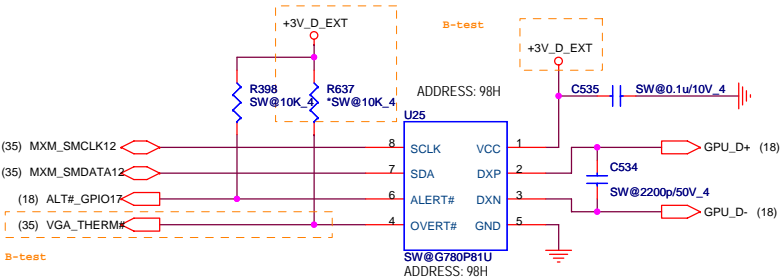 +3V_D_EXT
B-test
+3V_D_EXT
R398
SW@10K_4
R637
*SW@10K_4
ADDRESS: 98H
C535
SW@0.1u/10V_4
U25
(35) MXM_SMCLK12
8
SCLK
VCC
1
GPU_D+ (18)
(35) MXM_SMDATA12
7
SDA
DXP
2
C534
SW@2200p/50V_4
(18) ALT#_GPIO17
6
ALERT#
DXN
3
GPU_D- (18)
(35) VGA_THERM#
4
OVERT#
GND
5
B-test
SW@G780P81U
ADDRESS: 98H